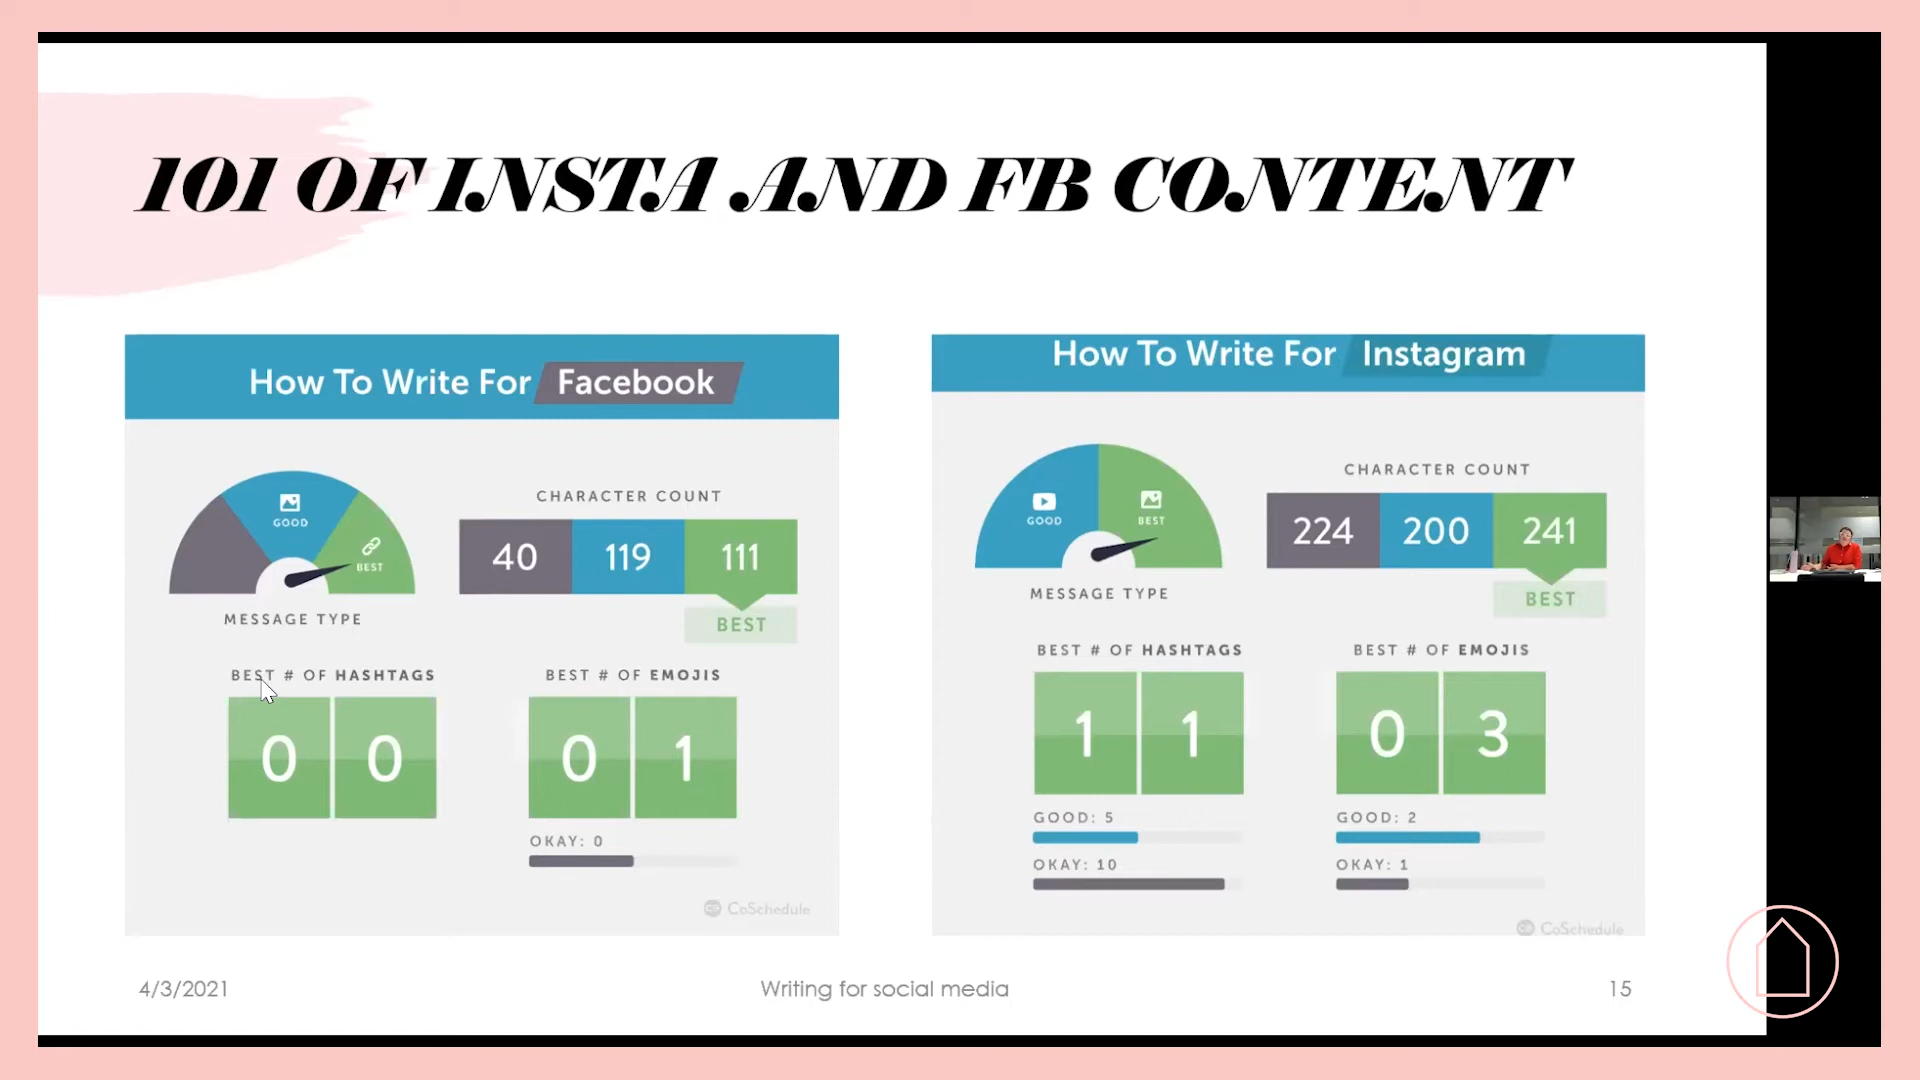 101 OF INSTA AND FB CONTENT
How To Write For Facebook
GOOD
BEST
MESSAGE TYPE
CHARACTER COUNT
40 119 111
BEST
BEST # OF HASHTAGS
0 0
BEST # OF EMOJIS
0 1
OKAY: 0
CoSchedule
How To Write For Instagram
GOOD
BEST
MESSAGE TYPE
CHARACTER COUNT
224 200 241
BEST
BEST # OF HASHTAGS
1 1
GOOD: 5
OKAY: 10
BEST # OF EMOJIS
0 3
GOOD: 2
OKAY: 1
CoSchedule
4/3/2021
Writing for social media
15